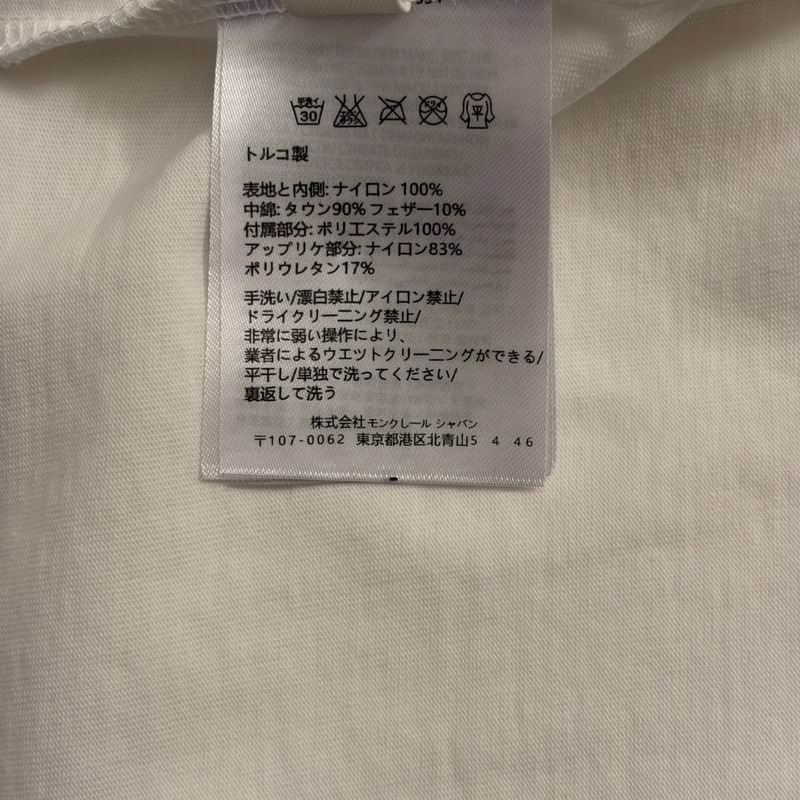 手洗イ
30
平
トルコ製
表地と内側: ナイロン 100%
中綿: タウン90% フェザー10%
付属部分: ポリエステル100%
アップリケ部分: ナイロン83%
ポリウレタン17%
手洗い/漂白禁止/アイロン禁止/
ドライクリーニング禁止/
非常に弱い操作により、
業者によるウエツトクリーニングができる/
平干し/単独で洗ってください/
裏返して洗う
株式会社モンクレール シャパン
〒107-0062 東京都港区北青山5 4 46